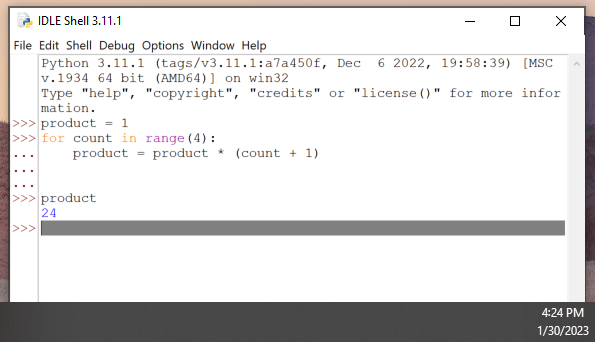 IDLE Shell 3.11.1
File Edit Shell Debug Options Window Help
Python 3.11.1 (tags/v3.11.1:a7a450f, Dec  6 2022, 19:58:39) [MSC
v.1934 64 bit (AMD64)] on win32
Type "help", "copyright", "credits" or "license()" for more infor
mation.
>>> product = 1
>>> for count in range(4):
...     product = product * (count + 1)
...
...
>>> product
24
>>>
4:24 PM
1/30/2023